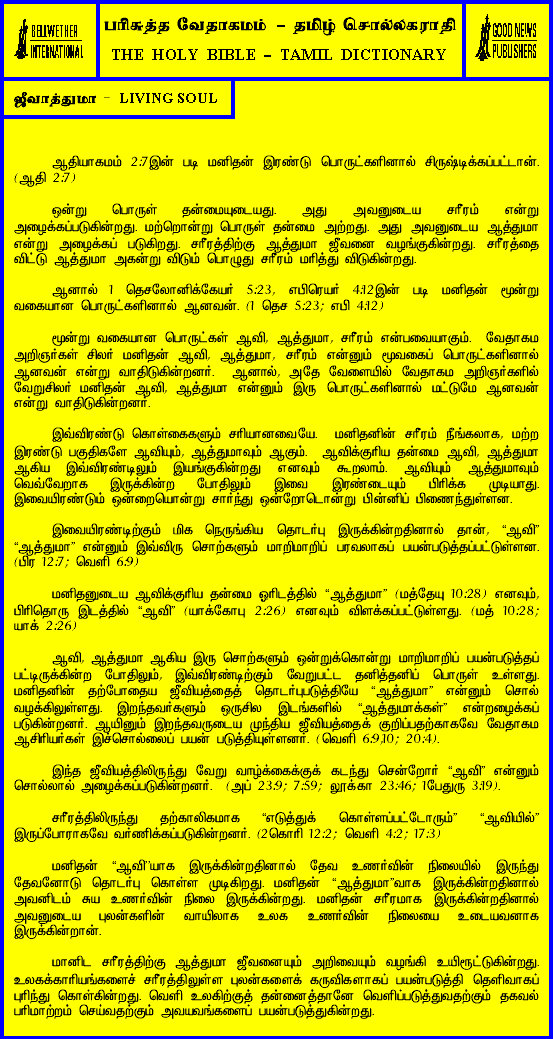 BELLWETHER
INTERNATIONAL
பரிசுத்த வேதாகமம் – தமிழ் சொல்லகராதி
THE HOLY BIBLE – TAMIL DICTIONARY
GOOD NEWS
PUBLISHERS
ஜீவாத்துமா – LIVING SOUL
ஆதியாகமம் 2:7இன் படி மனிதன் இரண்டு பொருட்களினால் சிருஷ்டிக்கப்பட்டான்.
(ஆதி 2:7)
ஒன்று பொருள் தன்மையுடையது. அது அவனுடைய சரீரம் என்று
அழைக்கப்படுகின்றது. மற்றொன்று பொருள் தன்மை அற்றது. அது அவனுடைய ஆத்துமா
என்று அழைக்கப் படுகிறது. சரீரத்திற்கு ஆத்துமா ஜீவனை வழங்குகின்றது. சரீரத்தை
விட்டு ஆத்துமா அகன்று விடும் பொழுது சரீரம் மரித்து விடுகின்றது.
ஆனால் 1 தெசலோனிக்கேயர் 5:23, எபிரெயர் 4:12இன் படி மனிதன் மூன்று
வகையான பொருட்களினால் ஆனவன். (1 தெச 5:23; எபி 4:12)
மூன்று வகையான பொருட்கள் ஆவி, ஆத்துமா, சரீரம் என்பவையாகும். வேதாகம
அறிஞர்கள் சிலர் மனிதன் ஆவி, ஆத்துமா, சரீரம் என்னும் மூவகைப் பொருட்களினால்
ஆனவன் என்று வாதிடுகின்றனர். ஆனால், அதே வேளையில் வேதாகம அறிஞர்களில்
வேறுசிலர் மனிதன் ஆவி, ஆத்துமா என்னும் இரு பொருட்களினால் மட்டுமே ஆனவன்
என்று வாதிடுகின்றனர்.
இவ்விரண்டு கொள்கைகளும் சரியானவையே. மனிதனின் சரீரம் நீங்கலாக, மற்ற
இரண்டு பகுதிகளே ஆவியும், ஆத்துமாவும் ஆகும். ஆவிக்குரிய தன்மை ஆவி, ஆத்துமா
ஆகிய இவ்விரண்டிலும் இயங்குகின்றது எனவும் கூறலாம். ஆவியும் ஆத்துமாவும்
வெவ்வேறாக இருக்கின்ற போதிலும் இவை இரண்டையும் பிரிக்க முடியாது.
இவையிரண்டும் ஒன்றையொன்று சார்ந்து ஒன்றோடொன்று பின்னிப் பிணைந்துள்ளன.
இவையிரண்டிற்கும் மிக நெருங்கிய தொடர்பு இருக்கின்றதினால் தான், “ஆவி”
“ஆத்துமா” என்னும் இவ்விரு சொற்களும் மாறிமாறிப் பரவலாகப் பயன்படுத்தப்பட்டுள்ளன.
(பிர 12:7; வெளி 6:9)
மனிதனுடைய ஆவிக்குரிய தன்மை ஓரிடத்தில் “ஆத்துமா” (மத்தேயு 10:28) எனவும்,
பிரிதொரு இடத்தில் “ஆவி” (யாக்கோபு 2:26) எனவும் விளக்கப்பட்டுள்ளது. (மத் 10:28;
யாக் 2:26)
ஆவி, ஆத்துமா ஆகிய இரு சொற்களும் ஒன்றுக்கொன்று மாறிமாறிப் பயன்படுத்தப்
பட்டிருக்கின்ற போதிலும், இவ்விரண்டிற்கும் வேறுபட்ட தனித்தனிப் பொருள் உள்ளது.
மனிதனின் தற்போதைய ஜீவியத்தைத் தொடர்புபடுத்தியே “ஆத்துமா” என்னும் சொல்
வழக்கிலுள்ளது. இறந்தவர்களும் ஒருசில இடங்களில் “ஆத்துமாக்கள்” என்றழைக்கப்
படுகின்றனர். ஆயினும் இறந்தவருடைய முந்திய ஜீவியத்தைக் குறிப்பதற்காகவே வேதாகம
ஆசிரியர்கள் இச்சொல்லைப் பயன் படுத்தியுள்ளனர். (வெளி 6:9,10; 20:4).
இந்த ஜீவியத்திலிருந்து வேறு வாழ்க்கைக்குக் கடந்து சென்றோர் “ஆவி” என்னும்
சொல்லால் அழைக்கப்படுகின்றனர். (அப் 23:9; 7:59; லூக்கா 23:46; 1பேதுரு 3:19).
சரீரத்திலிருந்து தற்காலிகமாக “எடுத்துக் கொள்ளப்பட்டோரும்” “ஆவியில்”
இருப்போராகவே வர்ணிக்கப்படுகின்றனர். (2கொரி 12:2; வெளி 4:2; 17:3)
மனிதன் “ஆவி”யாக இருக்கின்றதினால் தேவ உணர்வின் நிலையில் இருந்து
தேவனோடு தொடர்பு கொள்ள முடிகிறது. மனிதன் “ஆத்துமா”வாக இருக்கின்றதினால்
அவனிடம் சுய உணர்வின் நிலை இருக்கின்றது. மனிதன் சரீரமாக இருக்கின்றதினால்
அவனுடைய புலன்களின் வாயிலாக உலக உணர்வின் நிலையை உடையவனாக
இருக்கின்றான்.
மானிட சரீரத்திற்கு ஆத்துமா ஜீவனையும் அறிவையும் வழங்கி உயிரூட்டுகின்றது.
உலகக்காரியங்களைச் சரீரத்திலுள்ள புலன்களைக் கருவிகளாகப் பயன்படுத்தி தெளிவாகப்
புரிந்து கொள்கின்றது. வெளி உலகிற்குத் தன்னைத்தானே வெளிப்படுத்துவதற்கும் தகவல்
பரிமாற்றம் செய்வதற்கும் அவயவங்களைப் பயன்படுத்துகின்றது.